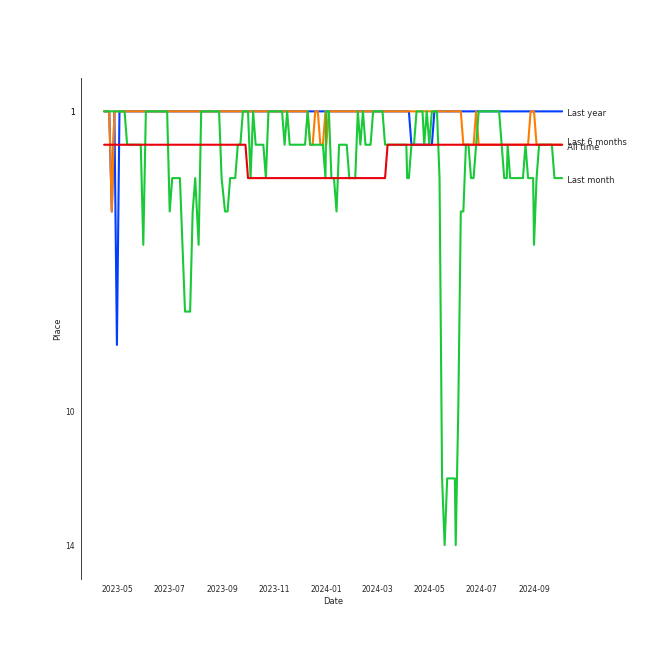 1
Last year
Last 6 months
All time
Last month
Place
10
14
2023-05 2023-07 2023-09 2023-11 2024-01 2024-03 2024-05 2024-07 2024-09
Date